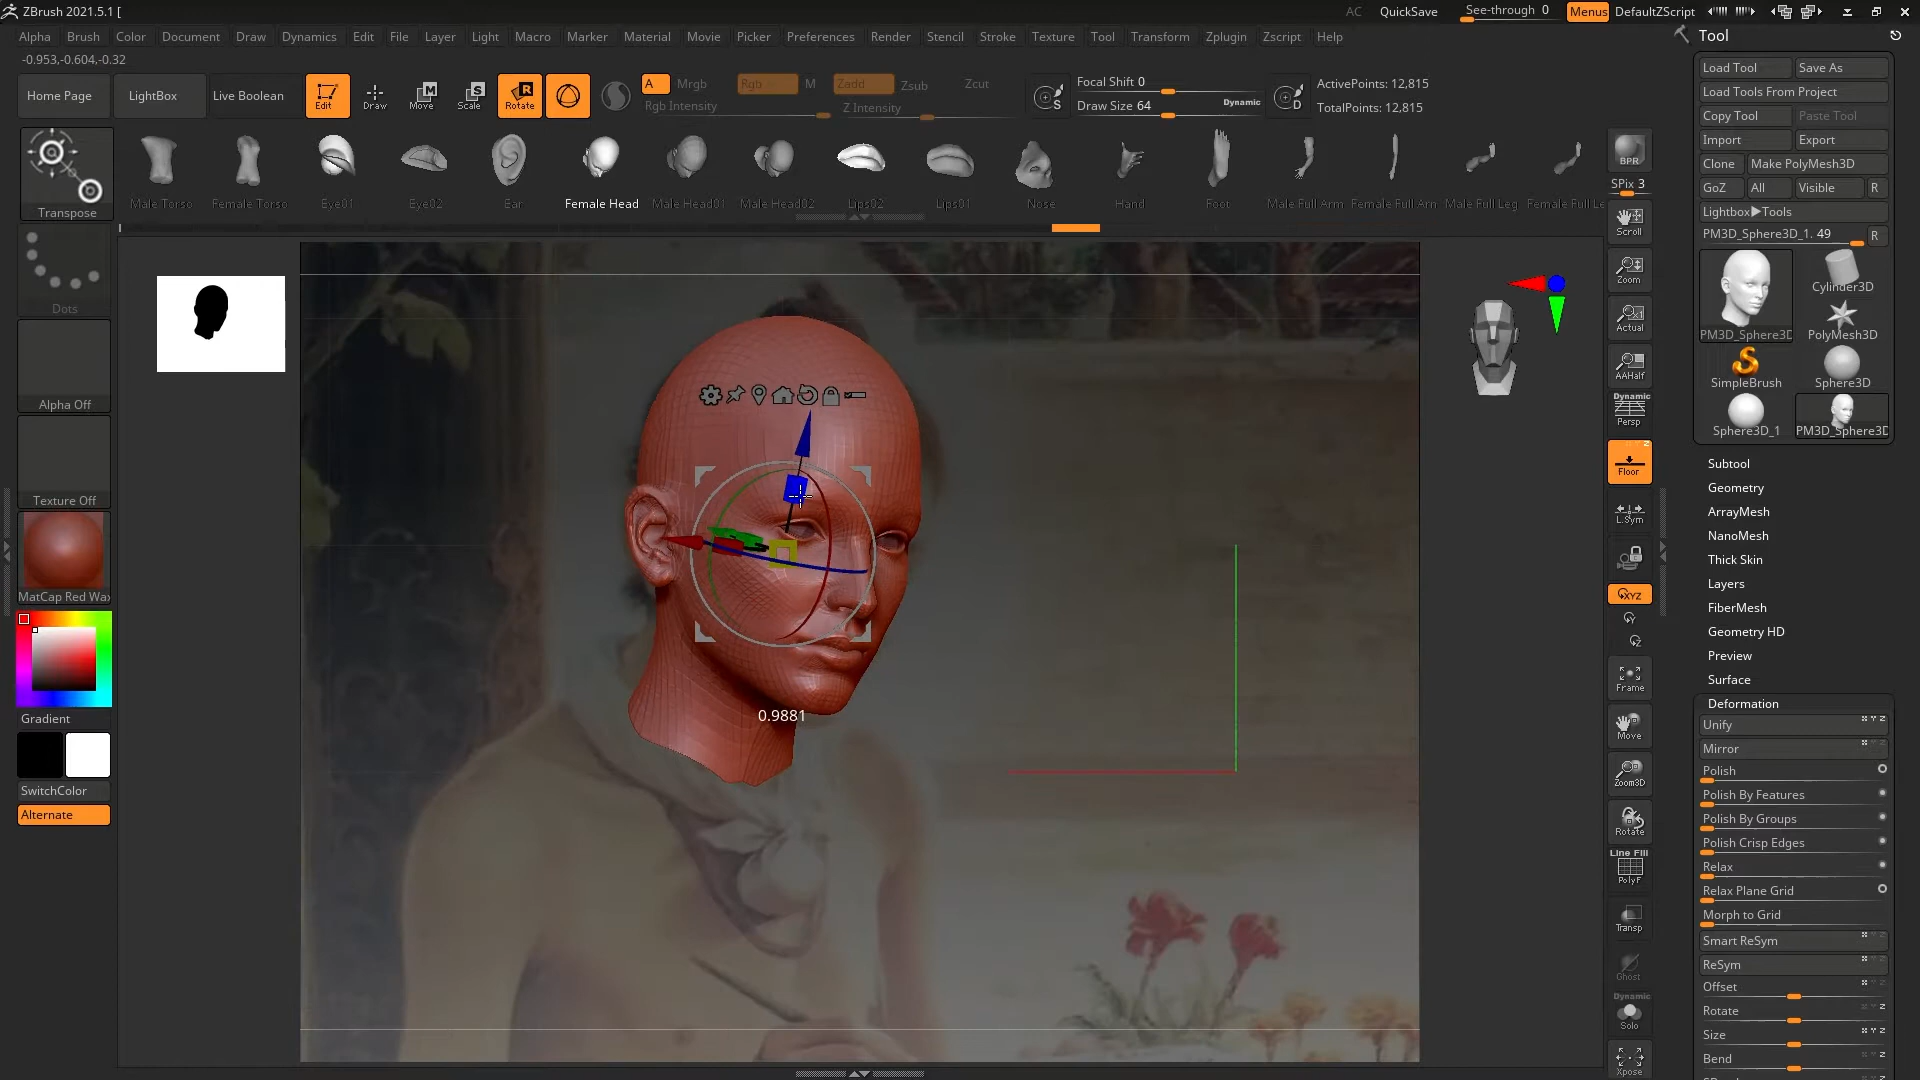 ZBrush 2021.5.1 [
AC QuickSave See-through 0 Menus DefaultZScript
Alpha Brush Color Document Draw Dynamics Edit File Layer Light Macro Marker Material Movie Picker Preferences Render Stencil Stroke Texture Tool Transform Zplugin Zscript Help
-0.953,-0.604,-0.32
Home Page LightBox Live Boolean Edit Draw Move Scale Rotate A Mrgb Rgb M Zadd Zsub Zcut
Rgb Intensity Z Intensity
S Focal Shift 0
Draw Size 64 Dynamic
D ActivePoints: 12,815
TotalPoints: 12,815
Transpose
Male Torso Female Torso Eye01 Eye02 Ear Female Head Male Head01 Male Head02 Lips02 Lips01 Nose Hand Foot Male Full Arm Female Full Arm Male Full Leg Female Full Le
Dots
Alpha Off
Texture Off
MatCap Red Wax
Gradient
SwitchColor
Alternate
0.9881
BPR
SPix 3
Scroll
Zoom
Actual
AAHalf
Dynamic
Persp
Floor
L.Sym
XYZ
Y
Z
Frame
Move
Zoom3D
Rotate
Line Fill
PolyF
Transp
Ghost
Dynamic
Solo
Xpose
Tool
Load Tool Save As
Load Tools From Project
Copy Tool Paste Tool
Import Export
Clone Make PolyMesh3D
GoZ All Visible R
Lightbox▶Tools
PM3D_Sphere3D_1. 49 R
PM3D_Sphere3D Cylinder3D
PolyMesh3D
SimpleBrush Sphere3D
Sphere3D_1 PM3D_Sphere3D
Subtool
Geometry
ArrayMesh
NanoMesh
Thick Skin
Layers
FiberMesh
Geometry HD
Preview
Surface
Deformation
Unify
Mirror
Polish
Polish By Features
Polish By Groups
Polish Crisp Edges
Relax
Relax Plane Grid
Morph to Grid
Smart ReSym
ReSym
Offset
Rotate
Size
Bend